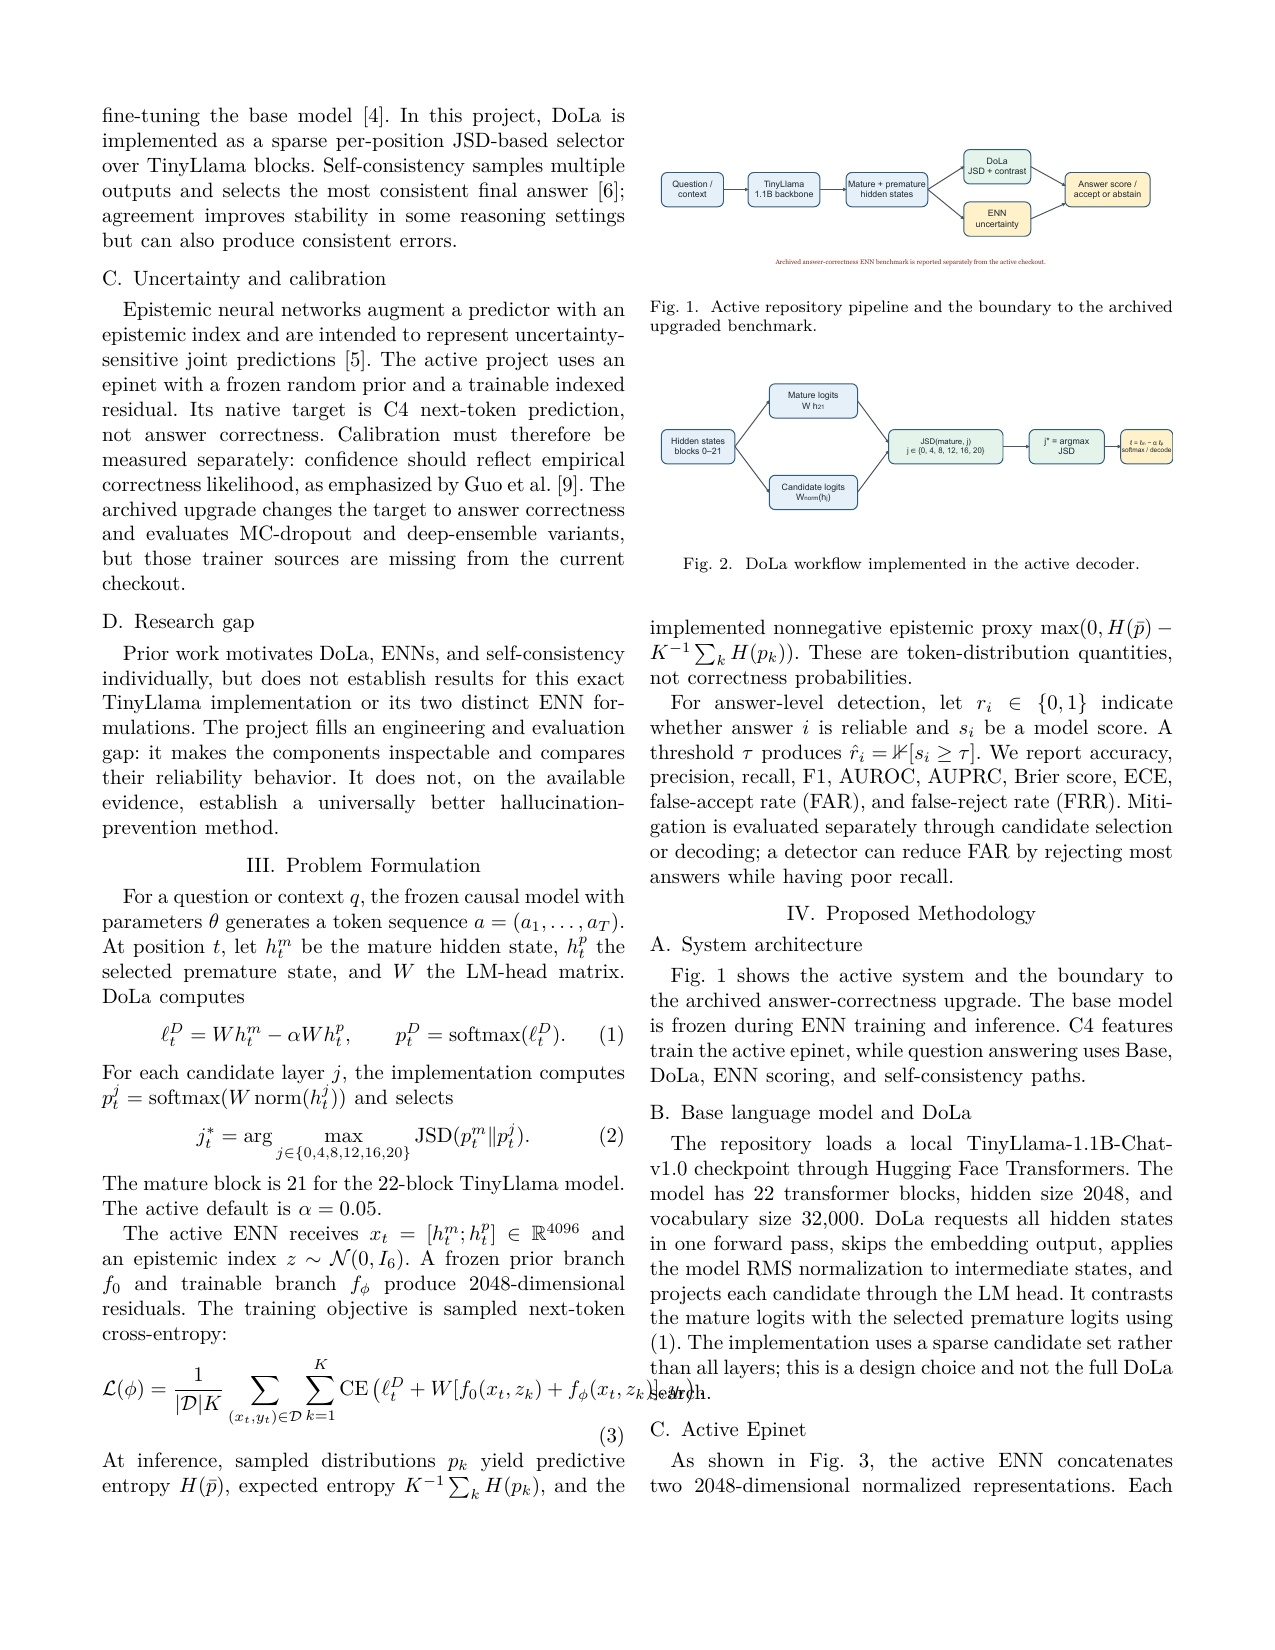 fine-tuning the base model [4]. In this project, DoLa is
implemented as a sparse per-position JSD-based selector
over TinyLlama blocks. Self-consistency samples multiple
outputs and selects the most consistent final answer [6];
agreement improves stability in some reasoning settings
but can also produce consistent errors.
C. Uncertainty and calibration
Epistemic neural networks augment a predictor with an
epistemic index and are intended to represent uncertainty-
sensitive joint predictions [5]. The active project uses an
epinet with a frozen random prior and a trainable indexed
residual. Its native target is C4 next-token prediction,
not answer correctness. Calibration must therefore be
measured separately: confidence should reflect empirical
correctness likelihood, as emphasized by Guo et al. [9]. The
archived upgrade changes the target to answer correctness
and evaluates MC-dropout and deep-ensemble variants,
but those trainer sources are missing from the current
checkout.
D. Research gap
Prior work motivates DoLa, ENNs, and self-consistency
individually, but does not establish results for this exact
TinyLlama implementation or its two distinct ENN for-
mulations. The project fills an engineering and evaluation
gap: it makes the components inspectable and compares
their reliability behavior. It does not, on the available
evidence, establish a universally better hallucination-
prevention method.
III. Problem Formulation
For a question or context q, the frozen causal model with
parameters θ generates a token sequence a = (a₁, . . . , a_T).
At position t, let h_t^m be the mature hidden state, h_t^p the
selected premature state, and W the LM-head matrix.
DoLa computes
ℓ_t^D = Wh_t^m − αWh_t^p, p_t^D = softmax(ℓ_t^D). (1)
For each candidate layer j, the implementation computes
p_t^j = softmax(W norm(h_t^j)) and selects
j_t^* = arg max_{j∈{0,4,8,12,16,20}} JSD(p_t^m∥p_t^j). (2)
The mature block is 21 for the 22-block TinyLlama model.
The active default is α = 0.05.
The active ENN receives x_t = [h_t^m; h_t^p] ∈ ℝ^4096 and
an epistemic index z ∼ 𝒩(0, I₆). A frozen prior branch
f₀ and trainable branch f_ϕ produce 2048-dimensional
residuals. The training objective is sampled next-token
cross-entropy:
ℒ(ϕ) = 1/(|𝒟|K) ∑_{(x_t,y_t)∈𝒟} ∑_{k=1}^K CE (ℓ_t^D + W[f₀(x_t, z_k) + f_ϕ(x_t, z_k)], y_t).
(3)
At inference, sampled distributions p_k yield predictive
entropy H(p̄), expected entropy K⁻¹ ∑_k H(p_k), and the
Question /
context
TinyLlama
1.1B backbone
Mature + premature
hidden states
DoLa
JSD + contrast
ENN
uncertainty
Answer score /
accept or abstain
Archived answer-correctness ENN benchmark is reported separately from the active checkout.
Fig. 1. Active repository pipeline and the boundary to the archived
upgraded benchmark.
Hidden states
blocks 0–21
Mature logits
W h₂₁
Candidate logits
W_norm(h_j)
JSD(mature, j)
j ∈ {0, 4, 8, 12, 16, 20}
j* = argmax
JSD
ℓ = ℓₘ − α ℓₚ
softmax / decode
Fig. 2. DoLa workflow implemented in the active decoder.
implemented nonnegative epistemic proxy max(0, H(p̄) −
K⁻¹ ∑_k H(p_k)). These are token-distribution quantities,
not correctness probabilities.
For answer-level detection, let r_i ∈ {0, 1} indicate
whether answer i is reliable and s_i be a model score. A
threshold τ produces r̂_i = ⊮[s_i ≥ τ]. We report accuracy,
precision, recall, F1, AUROC, AUPRC, Brier score, ECE,
false-accept rate (FAR), and false-reject rate (FRR). Miti-
gation is evaluated separately through candidate selection
or decoding; a detector can reduce FAR by rejecting most
answers while having poor recall.
IV. Proposed Methodology
A. System architecture
Fig. 1 shows the active system and the boundary to
the archived answer-correctness upgrade. The base model
is frozen during ENN training and inference. C4 features
train the active epinet, while question answering uses Base,
DoLa, ENN scoring, and self-consistency paths.
B. Base language model and DoLa
The repository loads a local TinyLlama-1.1B-Chat-
v1.0 checkpoint through Hugging Face Transformers. The
model has 22 transformer blocks, hidden size 2048, and
vocabulary size 32,000. DoLa requests all hidden states
in one forward pass, skips the embedding output, applies
the model RMS normalization to intermediate states, and
projects each candidate through the LM head. It contrasts
the mature logits with the selected premature logits using
(1). The implementation uses a sparse candidate set rather
than all layers; this is a design choice and not the full DoLa
search.
C. Active Epinet
As shown in Fig. 3, the active ENN concatenates
two 2048-dimensional normalized representations. Each